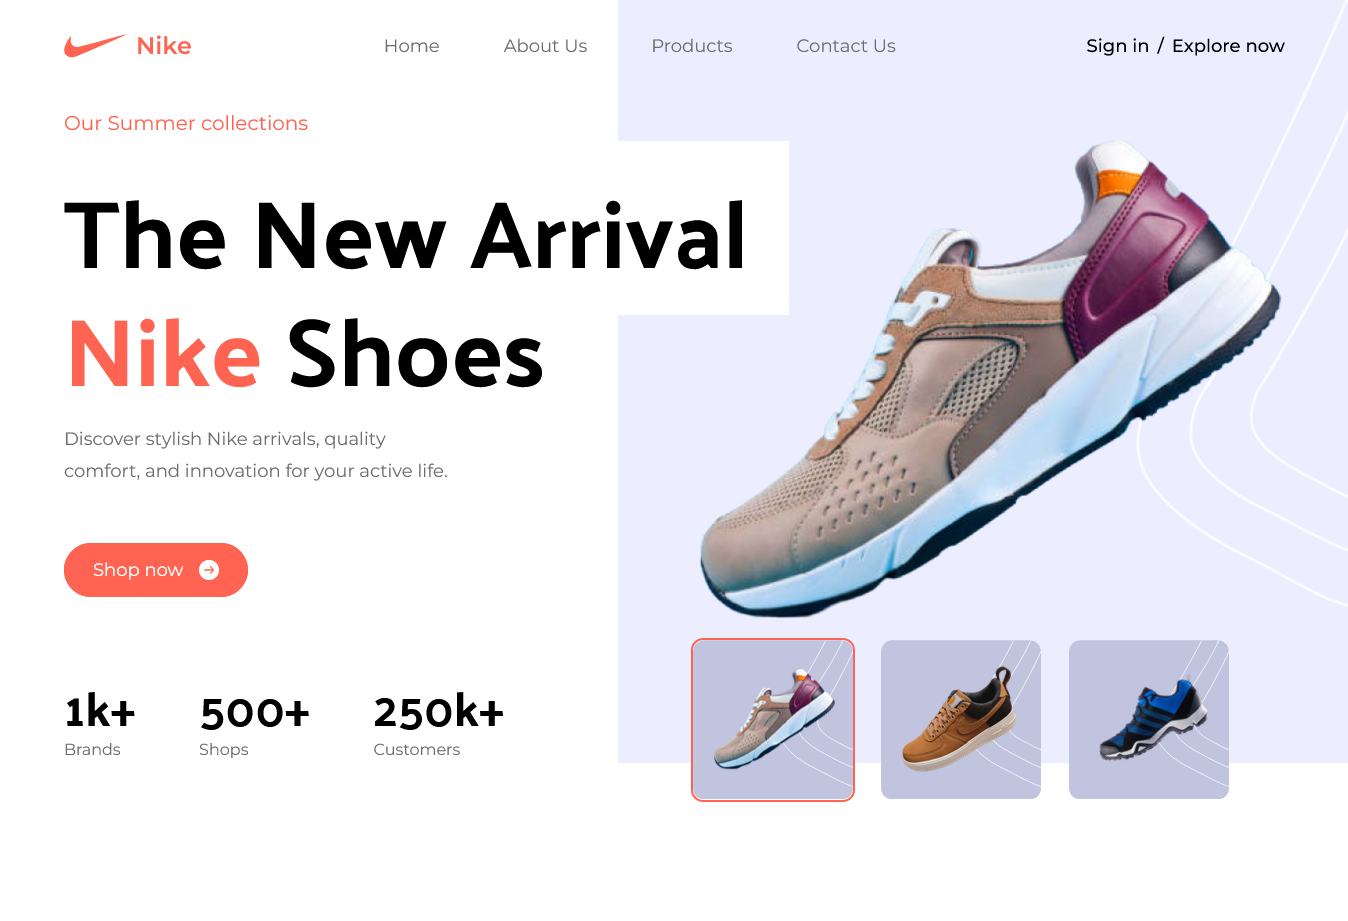 Nike
Home
About Us
Products
Contact Us
Sign in / Explore now
Our Summer collections
The New Arrival
Nike Shoes
Discover stylish Nike arrivals, quality
comfort, and innovation for your active life.
Shop now
1k+
Brands
500+
Shops
250k+
Customers